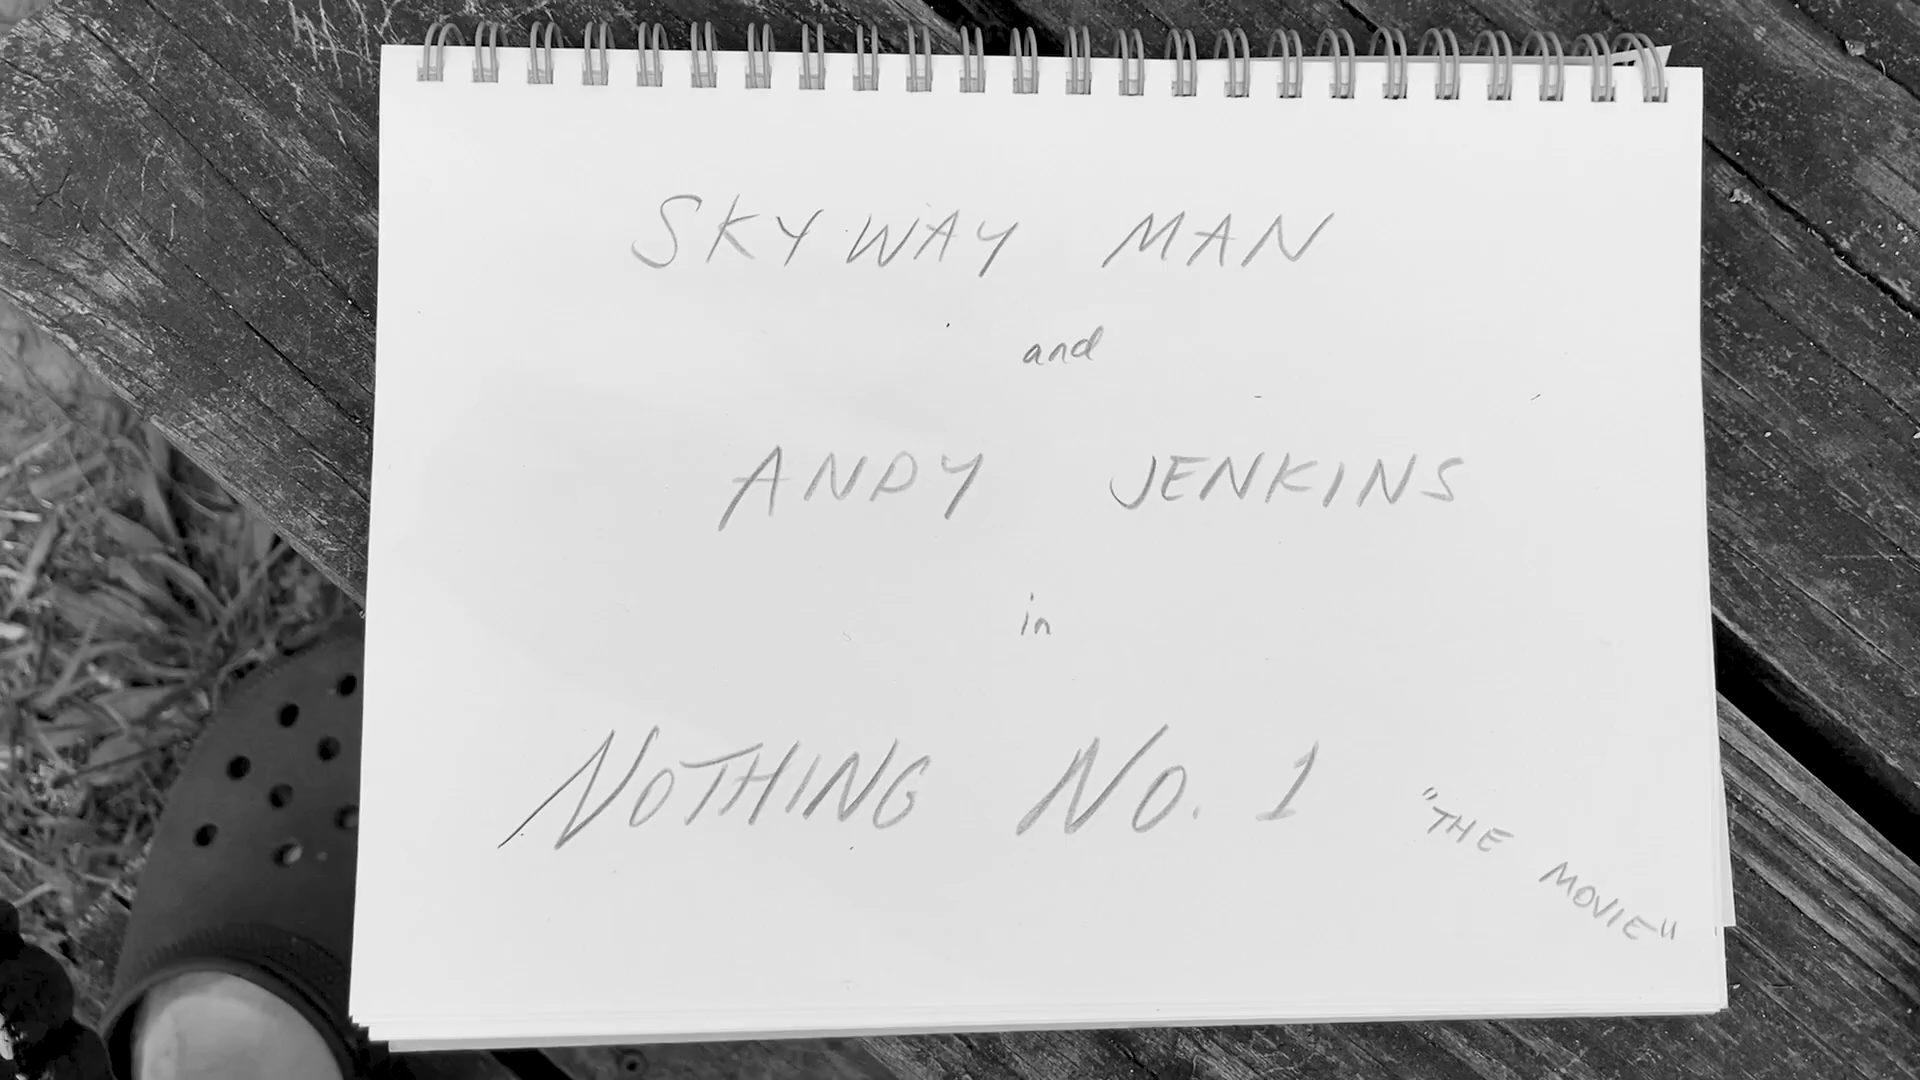 SKYWAY MAN
and
ANDY JENKINS
in
NOTHING NO. 1
"THE MOVIE"